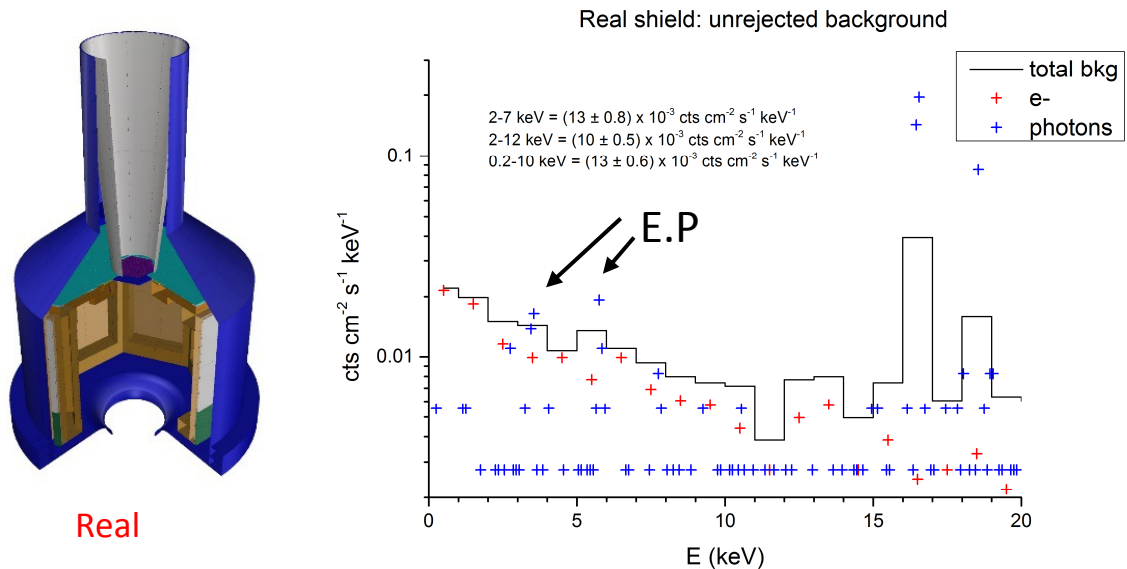 Real shield: unrejected background
total bkg
e-
photons
2-7 keV = (13 ± 0.8) x 10⁻³ cts cm⁻² s⁻¹ keV⁻¹
2-12 keV = (10 ± 0.5) x 10⁻³ cts cm⁻² s⁻¹ keV⁻¹
0.2-10 keV = (13 ± 0.6) x 10⁻³ cts cm⁻² s⁻¹ keV⁻¹
E.P
0.1
0.01
cts cm⁻² s⁻¹ keV⁻¹
0 5 10 15 20
E (keV)
Real